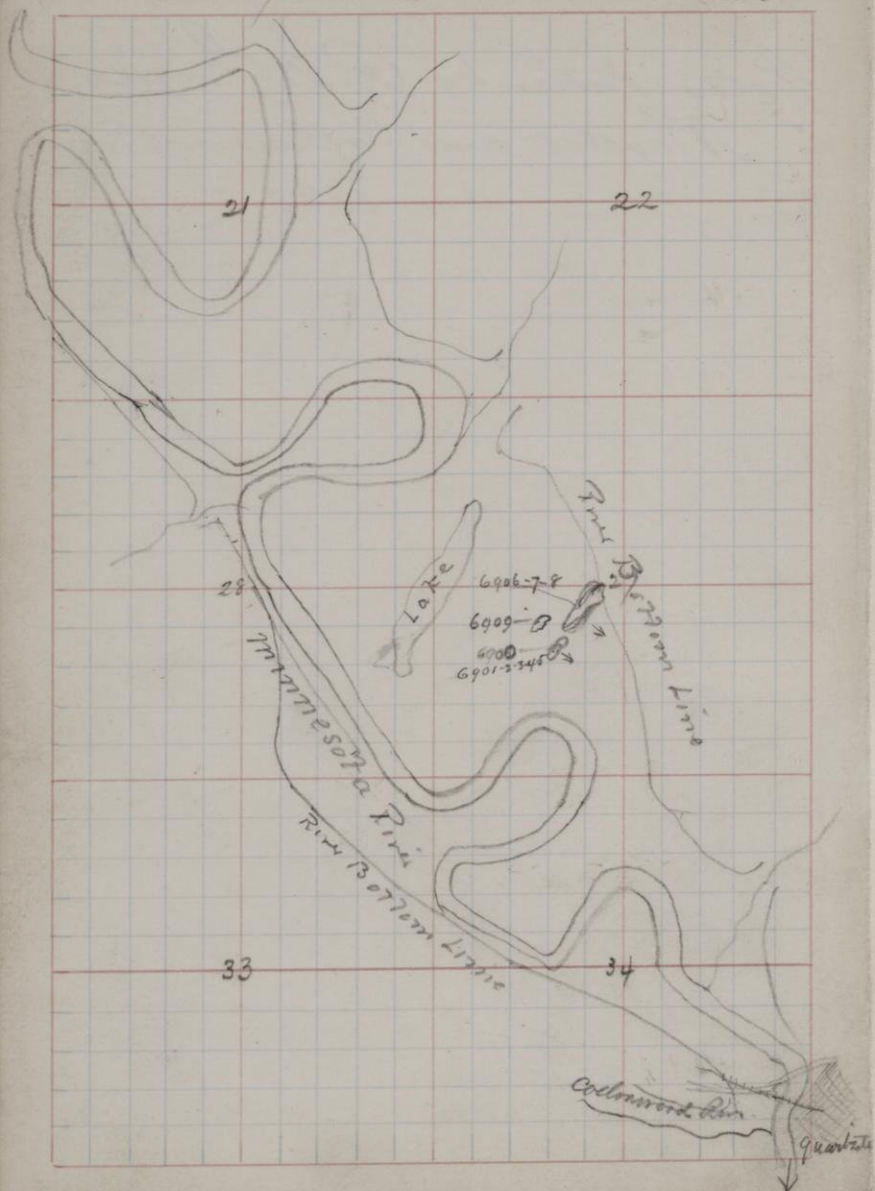 21
22
River Bottom Line
28
Lake
6906-7-8
6909
6901-2-345
Minnesota River
River Bottom Line
33
34
Cottonwood Riv.
quartzite